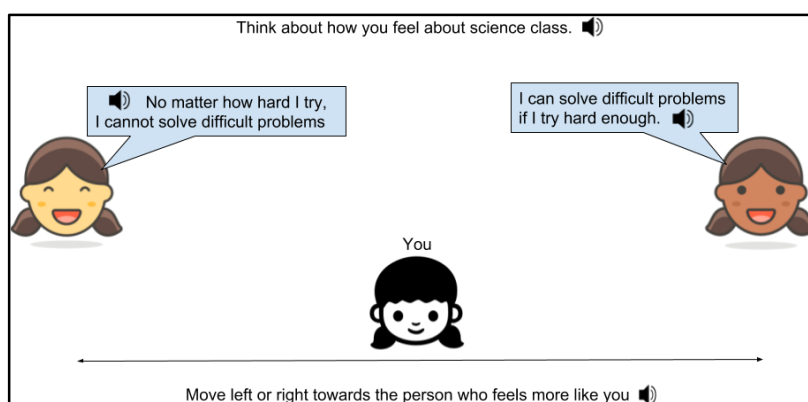 Think about how you feel about science class.
No matter how hard I try,
I cannot solve difficult problems
I can solve difficult problems
if I try hard enough.
You
Move left or right towards the person who feels more like you